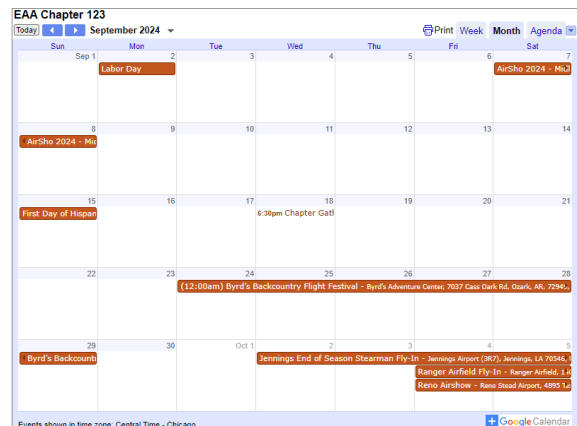 EAA Chapter 123
Today September 2024 Print Week Month Agenda
Sun Mon Tue Wed Thu Fri Sat
Sep 1 2 3 4 5 6 7
Labor Day AirSho 2024 -
8 9 10 11 12 13 14
AirSho 2024 - Mid
15 16 17 18 19 20 21
First Day of Hispan 6:30pm Chapter Gath
22 23 24 25 26 27 28
(12:00am) Byrd's Backcountry Flight Festival - Byrd's Adventure Center, 7037 Cass Oark Rd, Ozark, AR, 72949,
29 30 Oct 1 2 3 4 5
Byrd's Backcount Jennings End of Season Stearman Fly-In - Jennings Airport (3R7), Jennings, LA 70546,
Ranger Airfield Fly-In - Ranger Airfield,
Reno Airshow - Reno Stead Airport, 4895
Events shown in time zone: Central Time - Chicago
+ Google Calendar